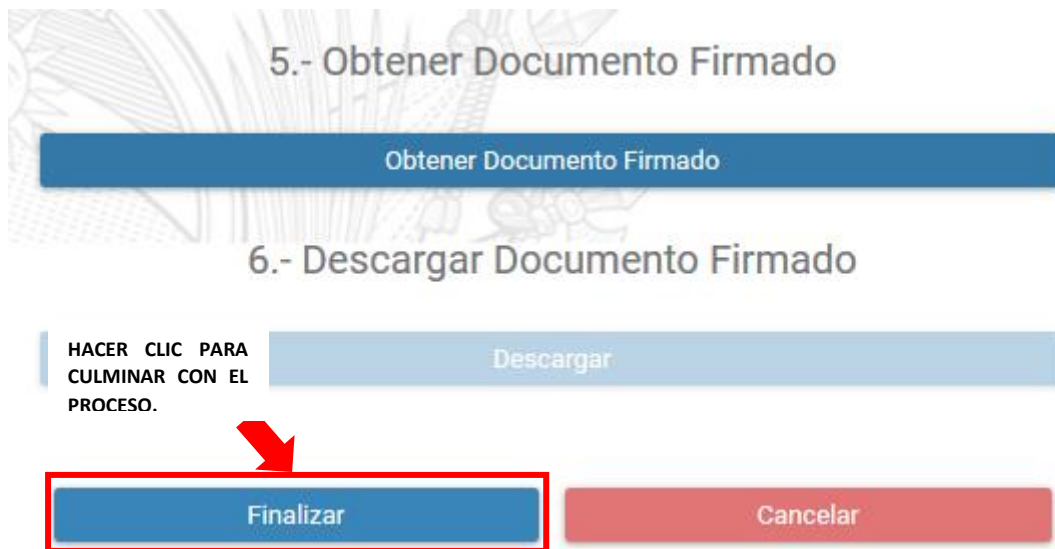 5.- Obtener Documento Firmado
Obtener Documento Firmado
6.- Descargar Documento Firmado
HACER CLIC PARA
CULMINAR CON EL
PROCESO.
Descargar
Finalizar
Cancelar